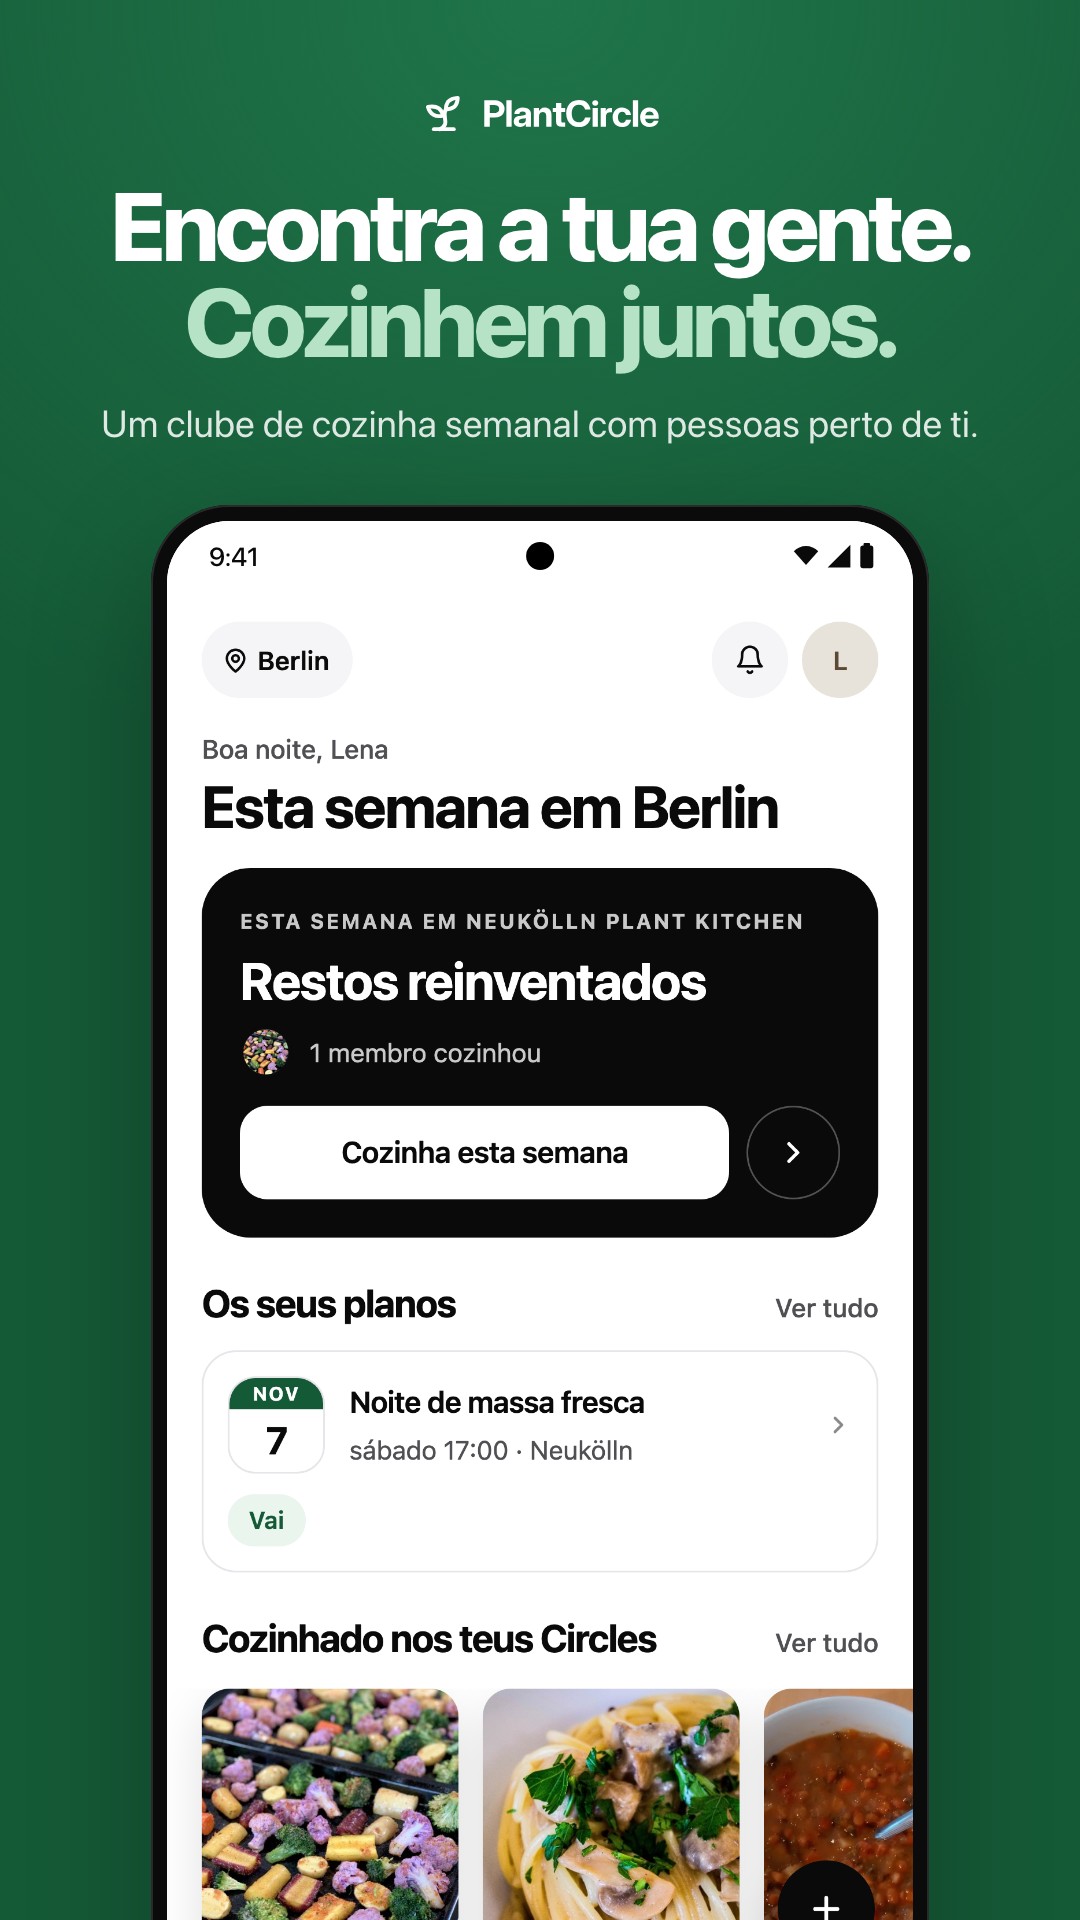 PlantCircle
Encontra a tua gente.
Cozinhem juntos.
Um clube de cozinha semanal com pessoas perto de ti.
9:41
Berlin
L
Boa noite, Lena
Esta semana em Berlin
ESTA SEMANA EM NEUKÖLLN PLANT KITCHEN
Restos reinventados
1 membro cozinhou
Cozinha esta semana
Os seus planos
Ver tudo
NOV
7
Noite de massa fresca
sábado 17:00 · Neukölln
Vai
Cozinhado nos teus Circles
Ver tudo